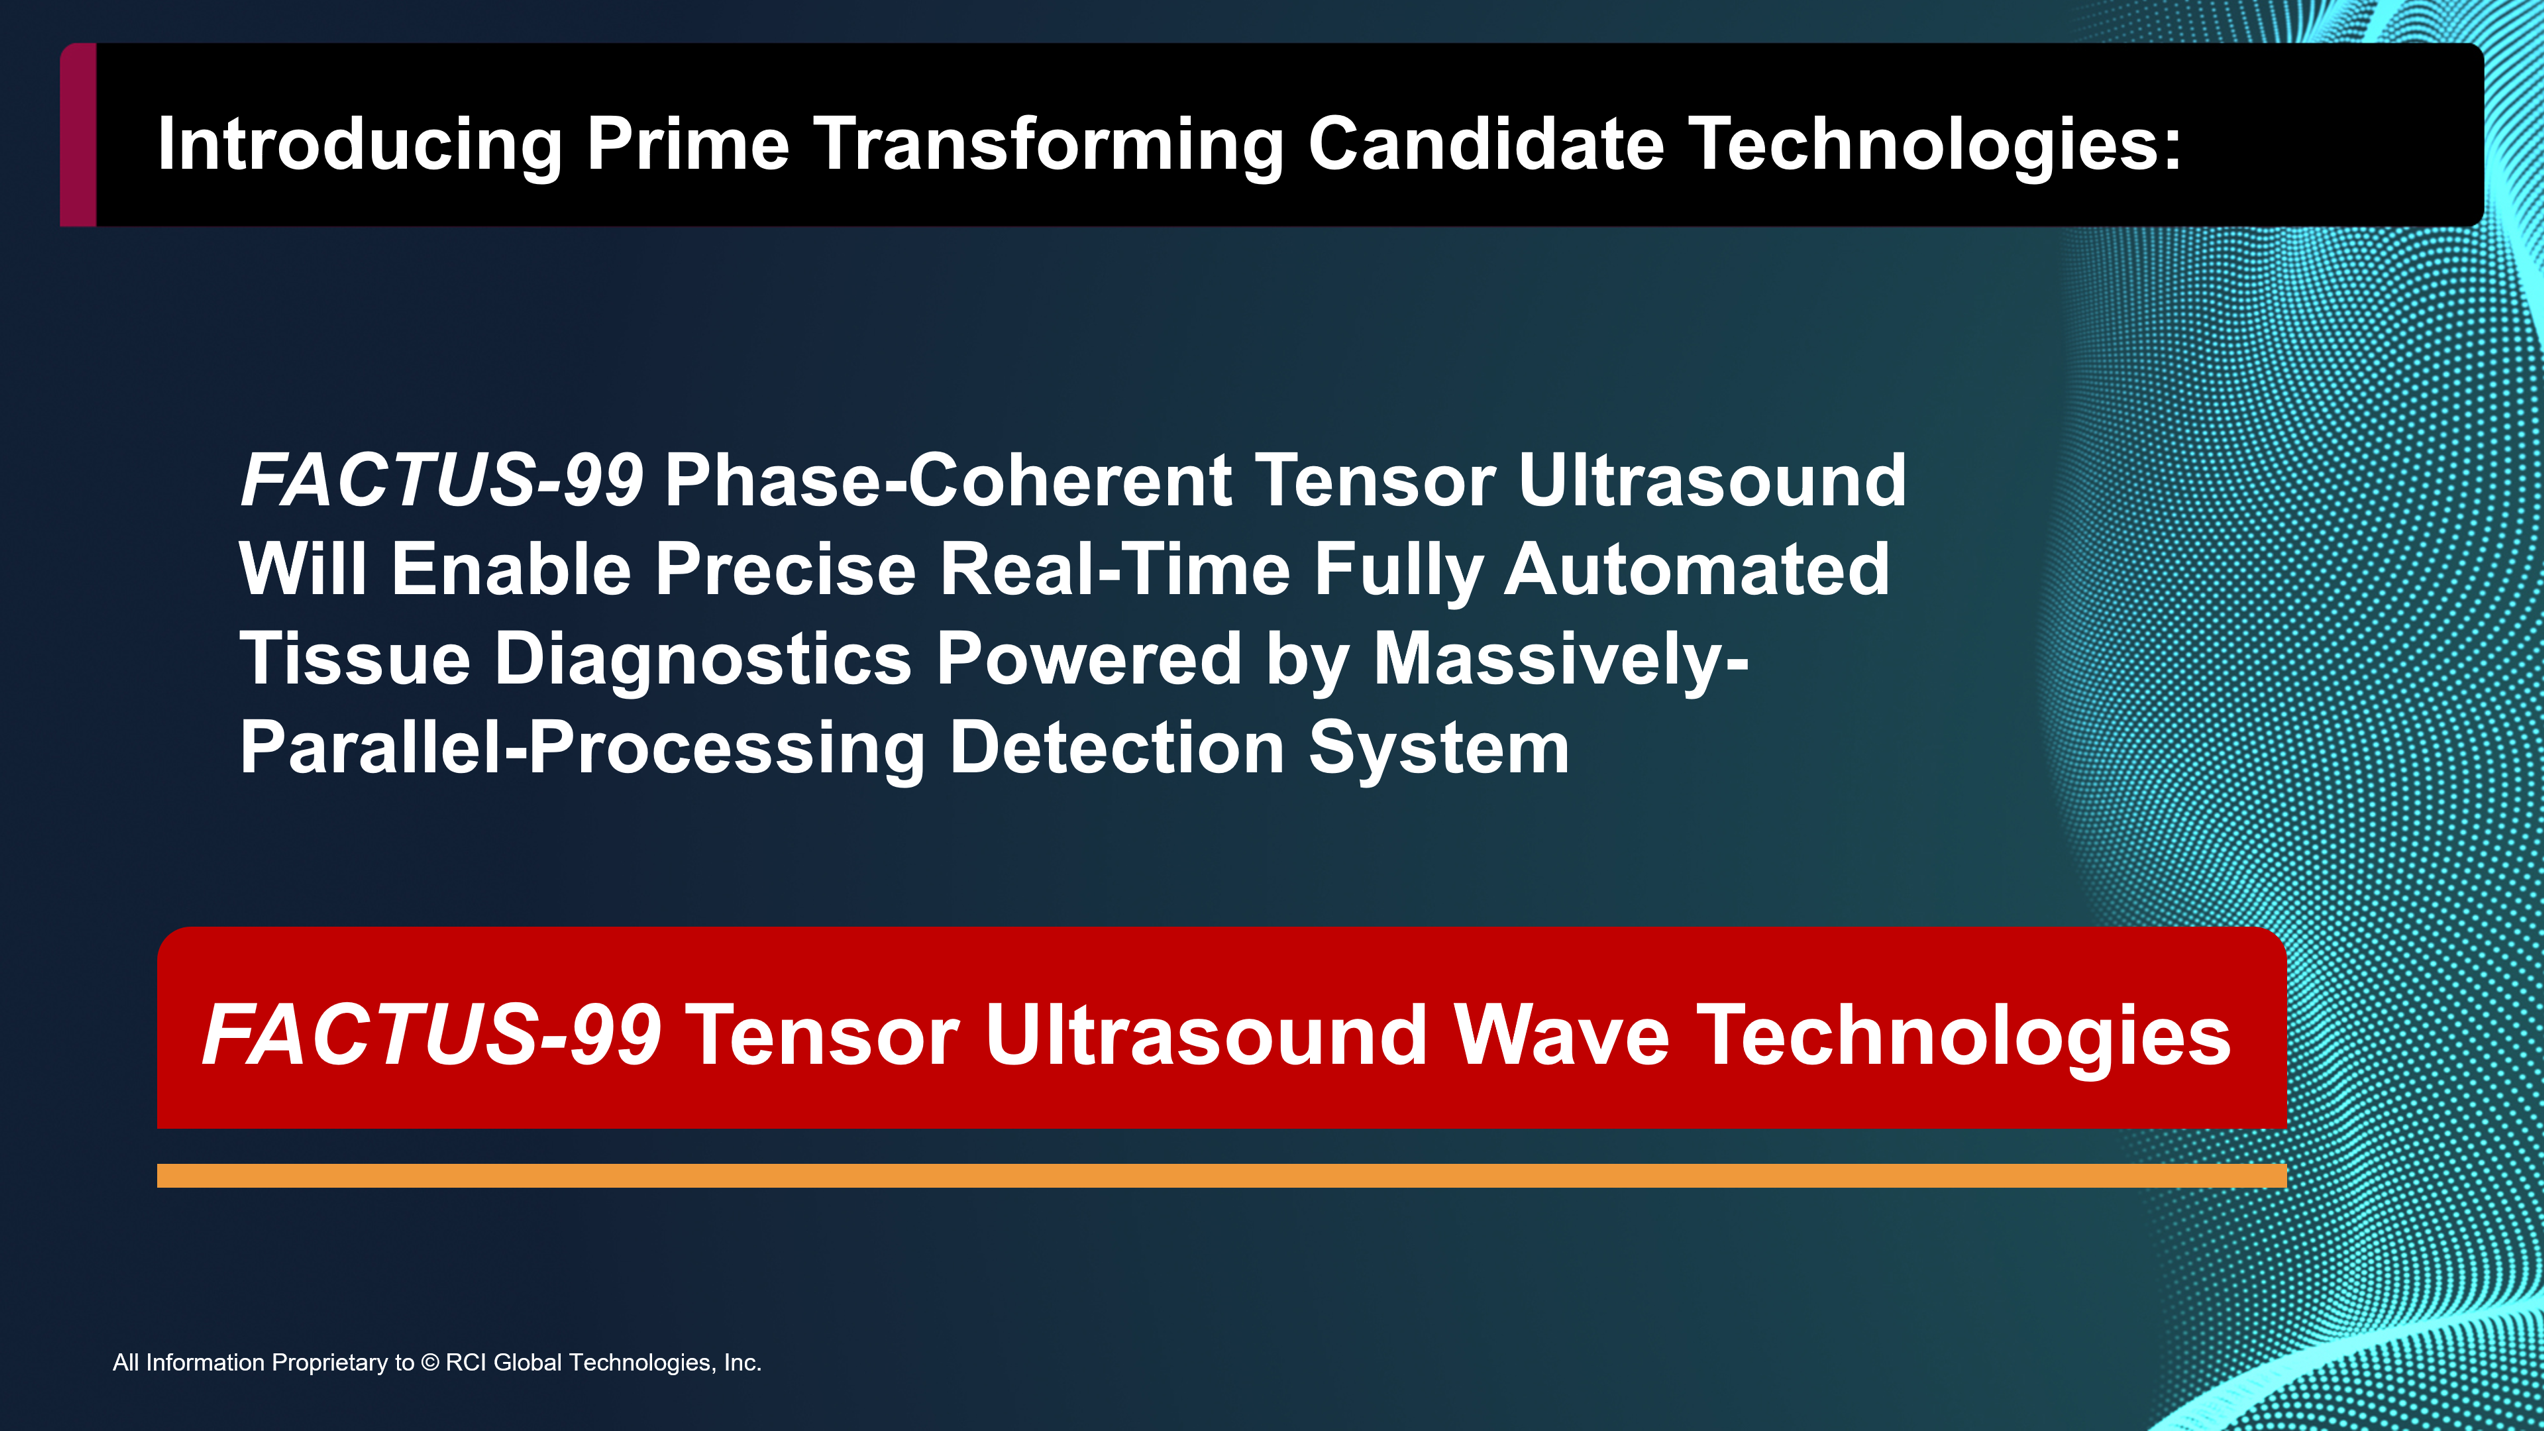 Introducing Prime Transforming Candidate Technologies:
FACTUS-99 Phase-Coherent Tensor Ultrasound
Will Enable Precise Real-Time Fully Automated
Tissue Diagnostics Powered by Massively-
Parallel-Processing Detection System
FACTUS-99 Tensor Ultrasound Wave Technologies
All Information Proprietary to © RCI Global Technologies, Inc.